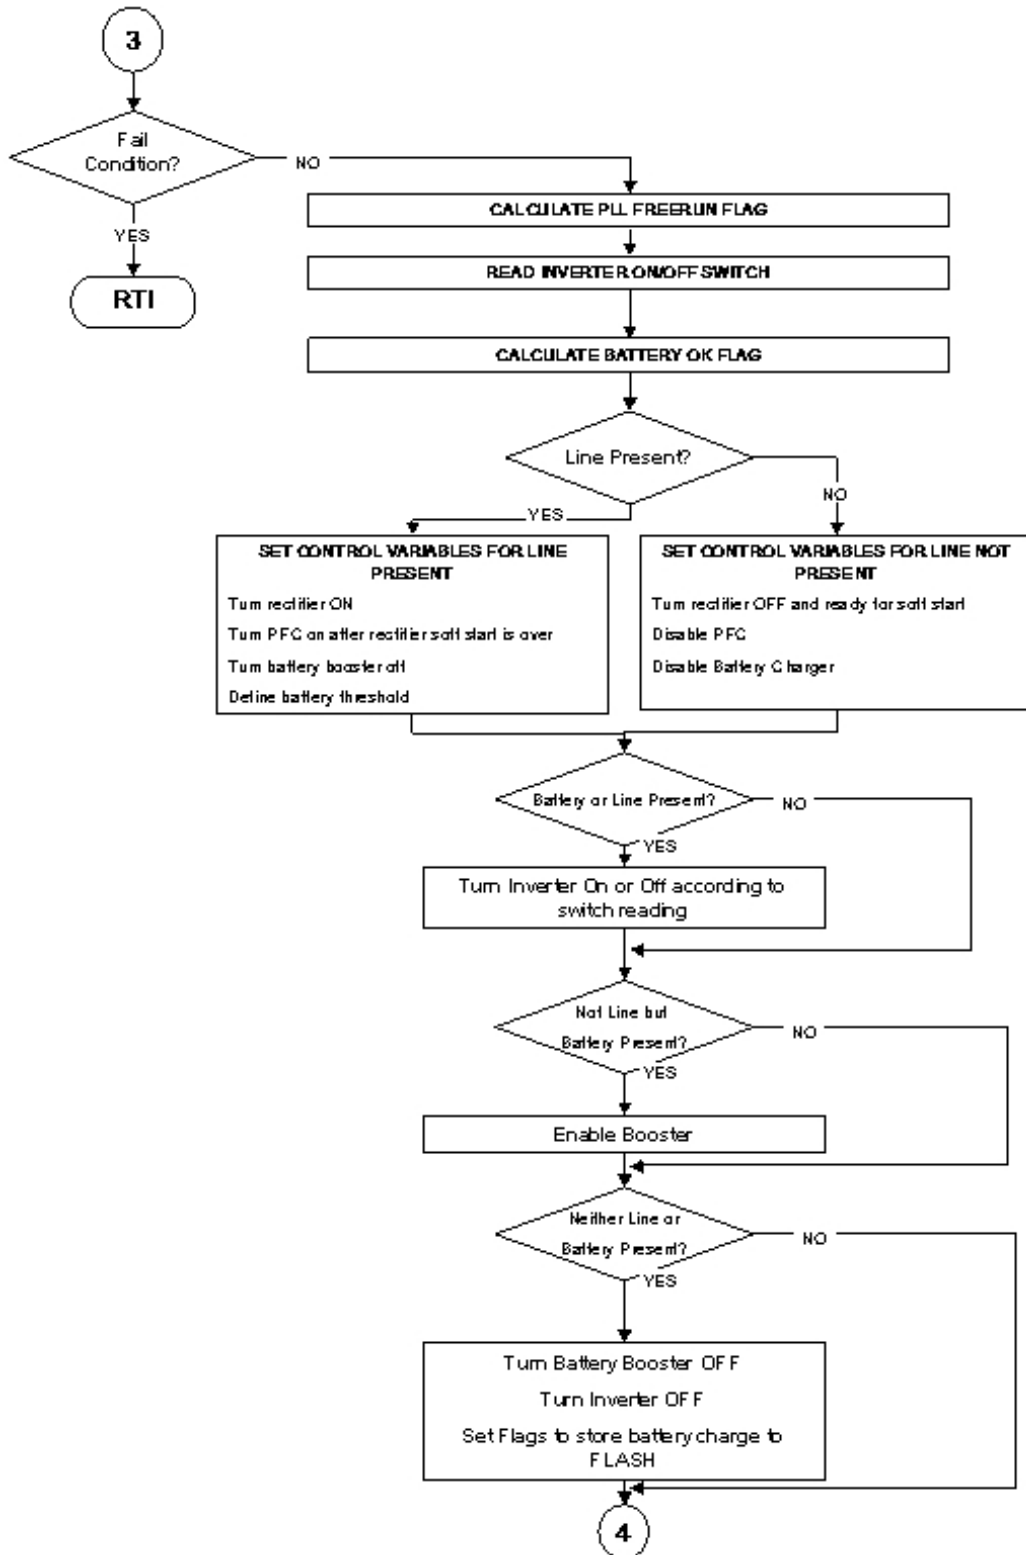 3
Fail
Condition?
NO
YES
RTI
CALCULATE PLL FREERUN FLAG
READ INVERTER ON/OFF SWITCH
CALCULATE BATTERY OK FLAG
Line Present?
YES
NO
SET CONTROL VARIABLES FOR LINE
PRESENT
Turn rectifier ON
Turn PFC on after rectifier soft start is over
Turn battery booster off
Define battery threshold
SET CONTROL VARIABLES FOR LINE NOT
PRESENT
Turn rectifier OFF and ready for soft start
Disable PFC
Disable Battery Charger
Battery or Line Present?
NO
YES
Turn Inverter On or Off according to
switch reading
Not Line but
Battery Present?
NO
YES
Enable Booster
Neither Line or
Battery Present?
NO
YES
Turn Battery Booster OFF
Turn Inverter OFF
Set Flags to store battery charge to
FLASH
4